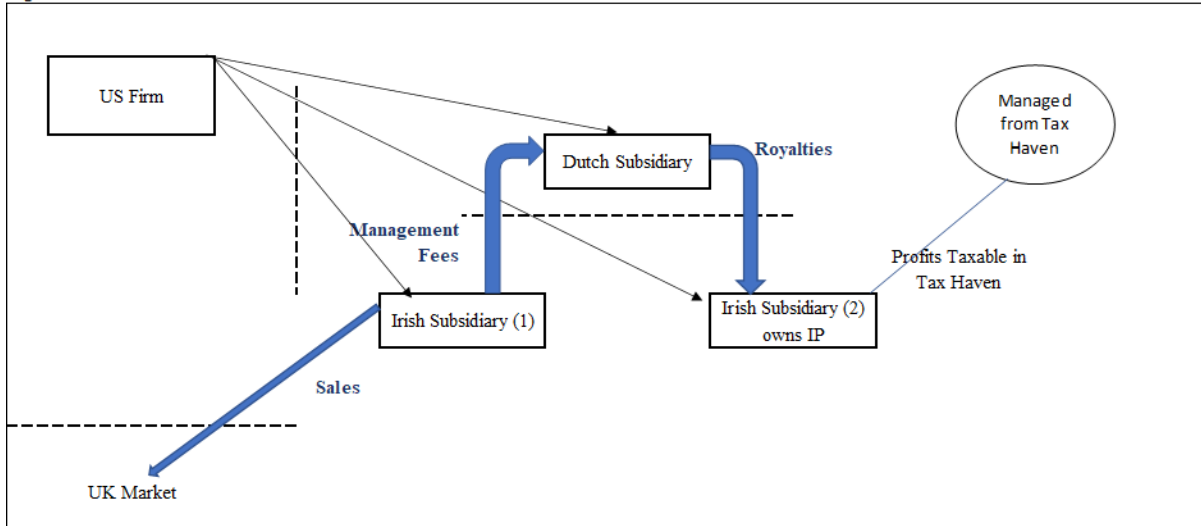 US Firm
Managed
from Tax
Haven
Dutch Subsidiary
Royalties
Management
Fees
Profits Taxable in
Tax Haven
Irish Subsidiary (1)
Irish Subsidiary (2)
owns IP
Sales
UK Market